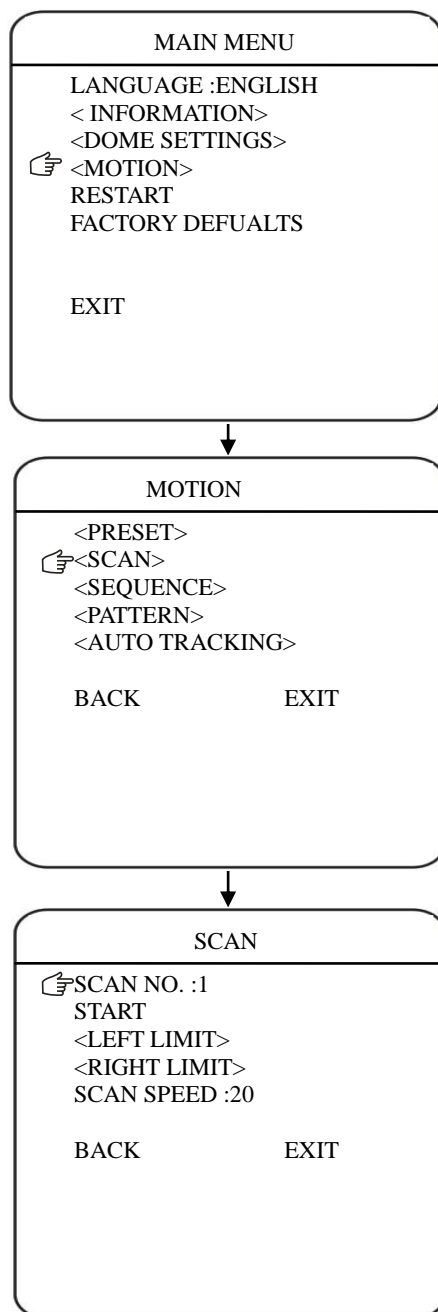 MAIN MENU
LANGUAGE :ENGLISH
< INFORMATION>
<DOME SETTINGS>
<MOTION>
RESTART
FACTORY DEFUALTS
EXIT
MOTION
<PRESET>
<SCAN>
<SEQUENCE>
<PATTERN>
<AUTO TRACKING>
BACK EXIT
SCAN
SCAN NO. :1
START
<LEFT LIMIT>
<RIGHT LIMIT>
SCAN SPEED :20
BACK EXIT